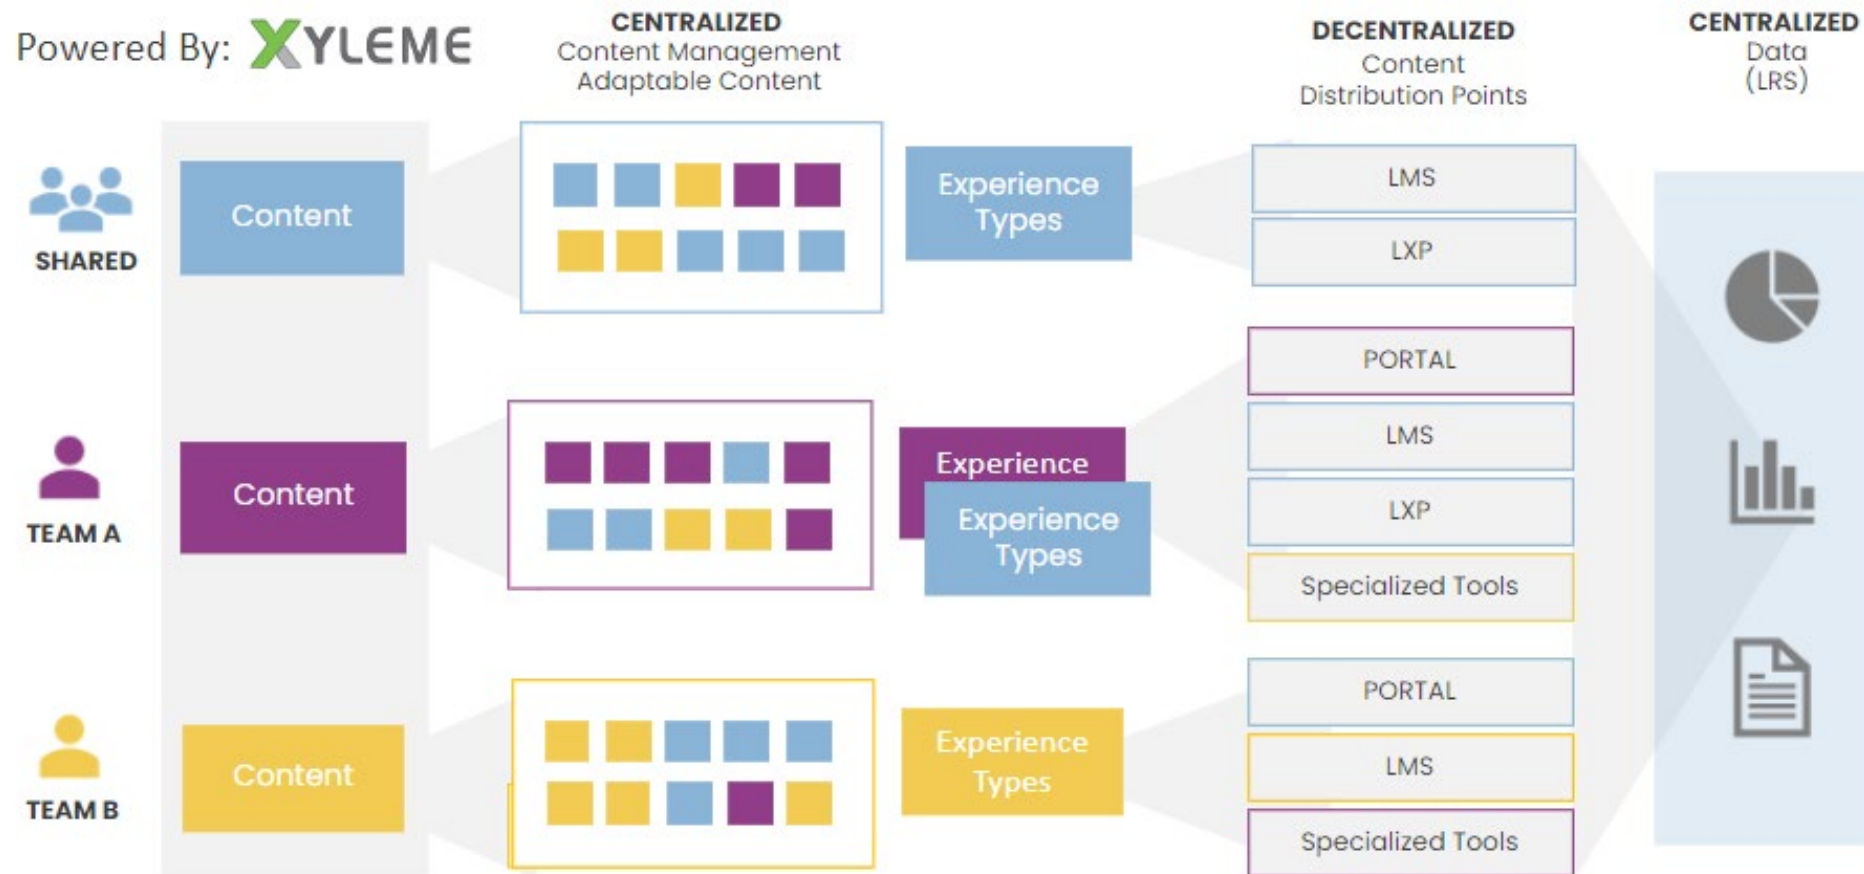 Powered By: XYLEME
CENTRALIZED
Content Management
Adaptable Content
DECENTRALIZED
Content
Distribution Points
CENTRALIZED
Data
(LRS)
SHARED
Content
Experience
Types
LMS
LXP
TEAM A
Content
Experience
Experience
Types
PORTAL
LMS
LXP
Specialized Tools
TEAM B
Content
Experience
Types
PORTAL
LMS
Specialized Tools